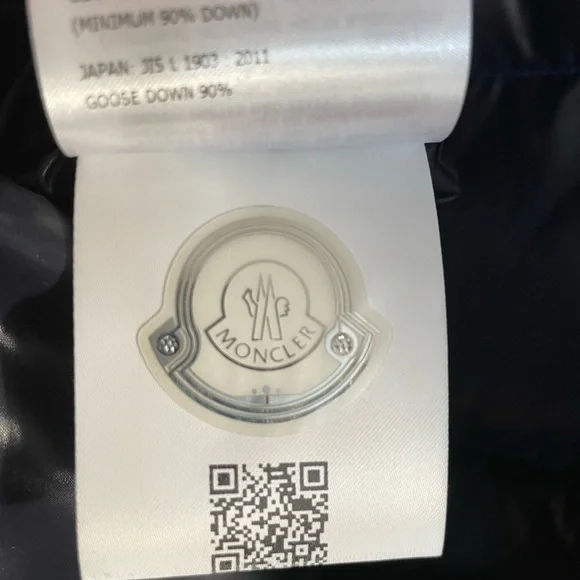 (MINIMUM 90% DOWN)
JAPAN: JIS L 1903 : 2011
GOOSE DOWN 90%
MONCLER